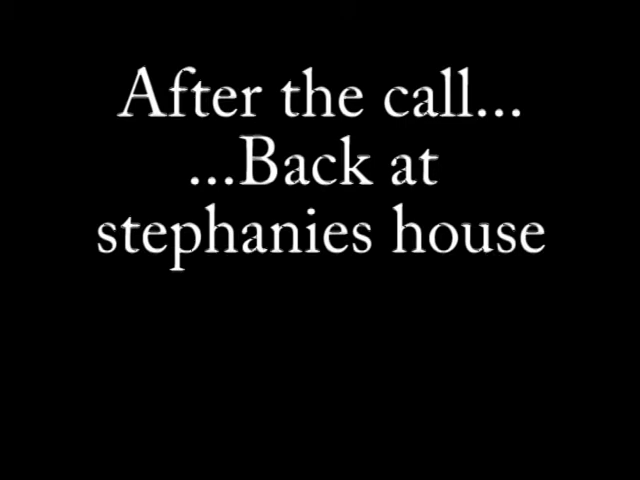 After the call...
...Back at
stephanies house